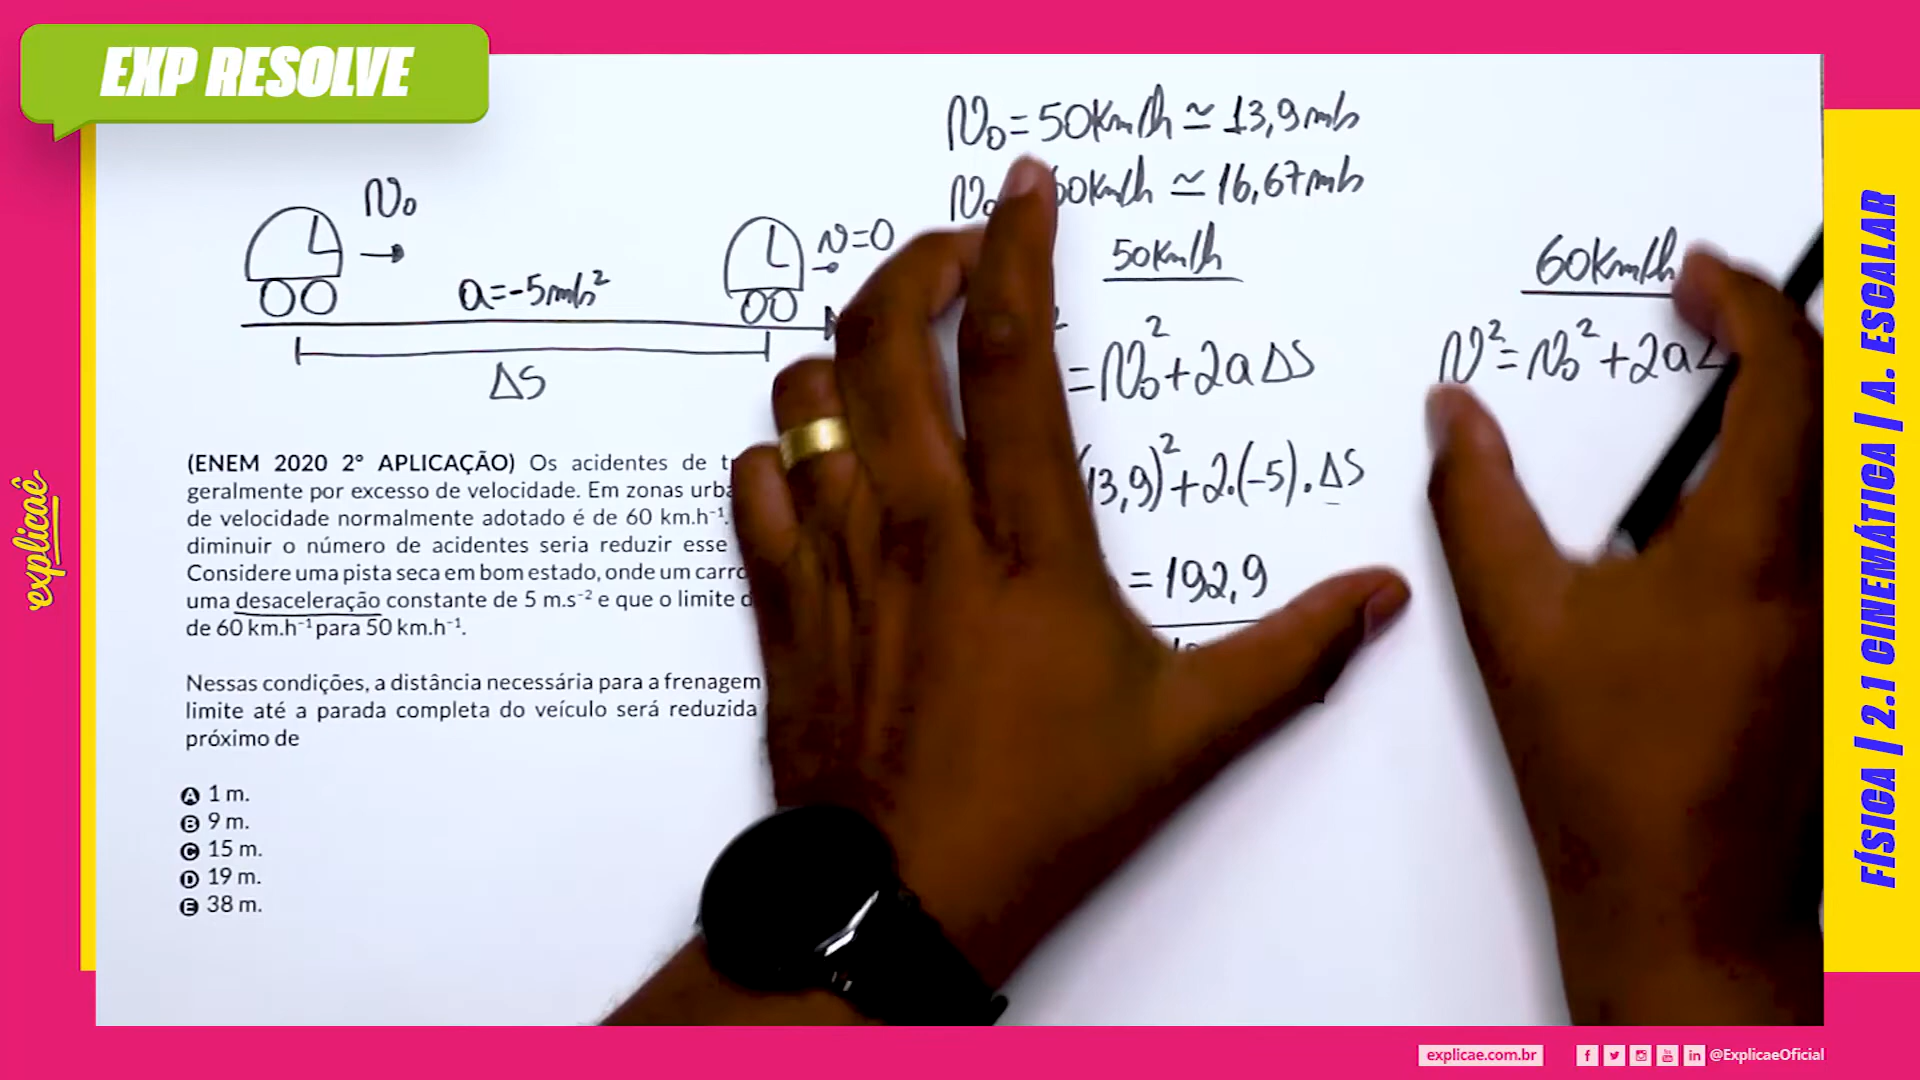 EXP RESOLVE
V₀
a=-5m/s²
v=0
ΔS
V₀=50km/h ≃ 13,9m/s
V₀ 60km/h ≃ 16,67m/s
50km/h
=V₀²+2aΔS
(13,9)²+2.(-5).ΔS
=192,9
60km/h
V²=V₀²+2aΔ
(ENEM 2020 2° APLICAÇÃO) Os acidentes de
geralmente por excesso de velocidade. Em zonas
de velocidade normalmente adotado é de 60 km.h⁻¹.
diminuir o número de acidentes seria reduzir esse
Considere uma pista seca em bom estado, onde um carro
uma desaceleração constante de 5 m.s⁻² e que o limite
de 60 km.h⁻¹ para 50 km.h⁻¹.
Nessas condições, a distância necessária para a frenagem
limite até a parada completa do veículo será reduzida
próximo de
A 1 m.
B 9 m.
C 15 m.
D 19 m.
E 38 m.
explicaê
FÍSICA | 2.1 CINEMÁTICA | A. ESCALAR
explicae.com.br
@ExplicaeOficial